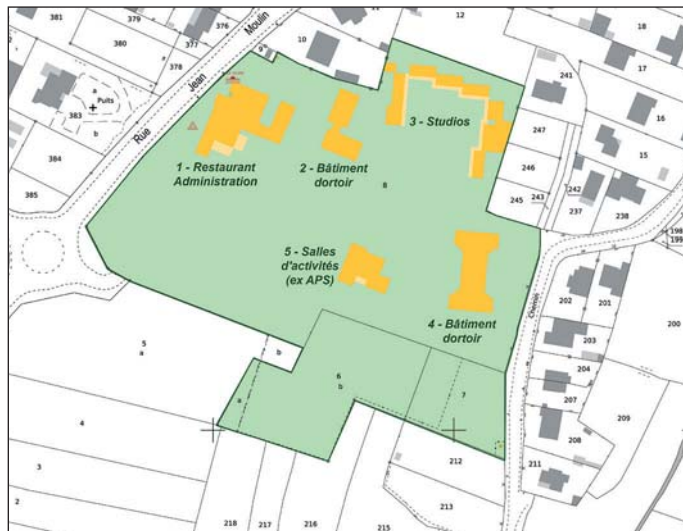 381
379
376
380
377
378
Moulin
Jean
Rue
9
10
12
18
17
241
16
a
Puits
383
b
384
385
3 - Studios
247
246
245
243
242
237
238
15
198
199
1 - Restaurant
Administration
2 - Bâtiment
dortoir
8
5 - Salles
d'activités
(ex APS)
4 - Bâtiment
dortoir
202
201
200
203
204
207
208
209
211
5
a
b
6
b
a
7
4
3
2
212
213
218
217
216
215